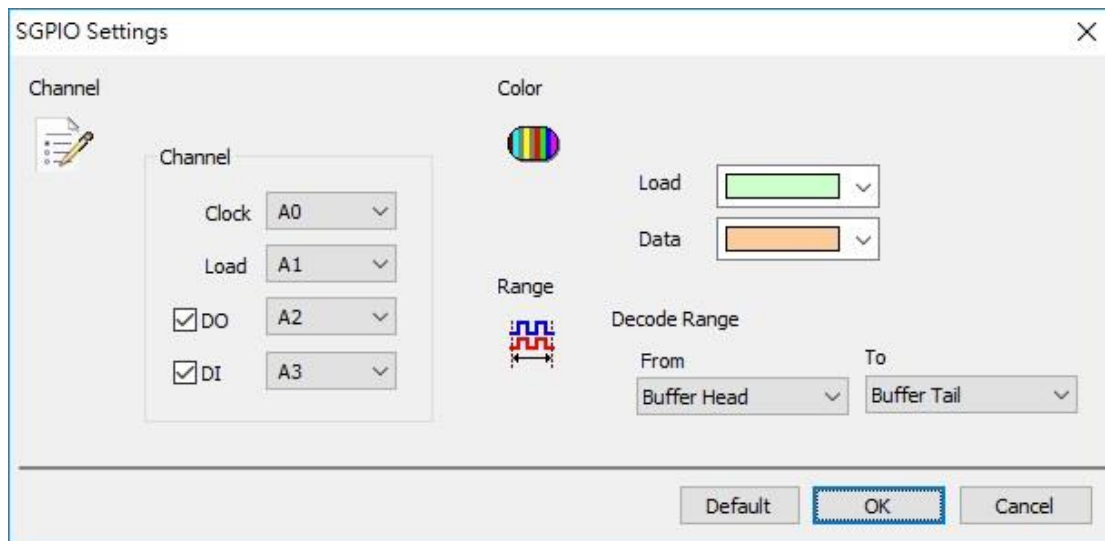 SGPIO Settings
Channel
Channel
Clock A0
Load A1
DO A2
DI A3
Color
Load
Data
Range
Decode Range
From To
Buffer Head Buffer Tail
Default OK Cancel